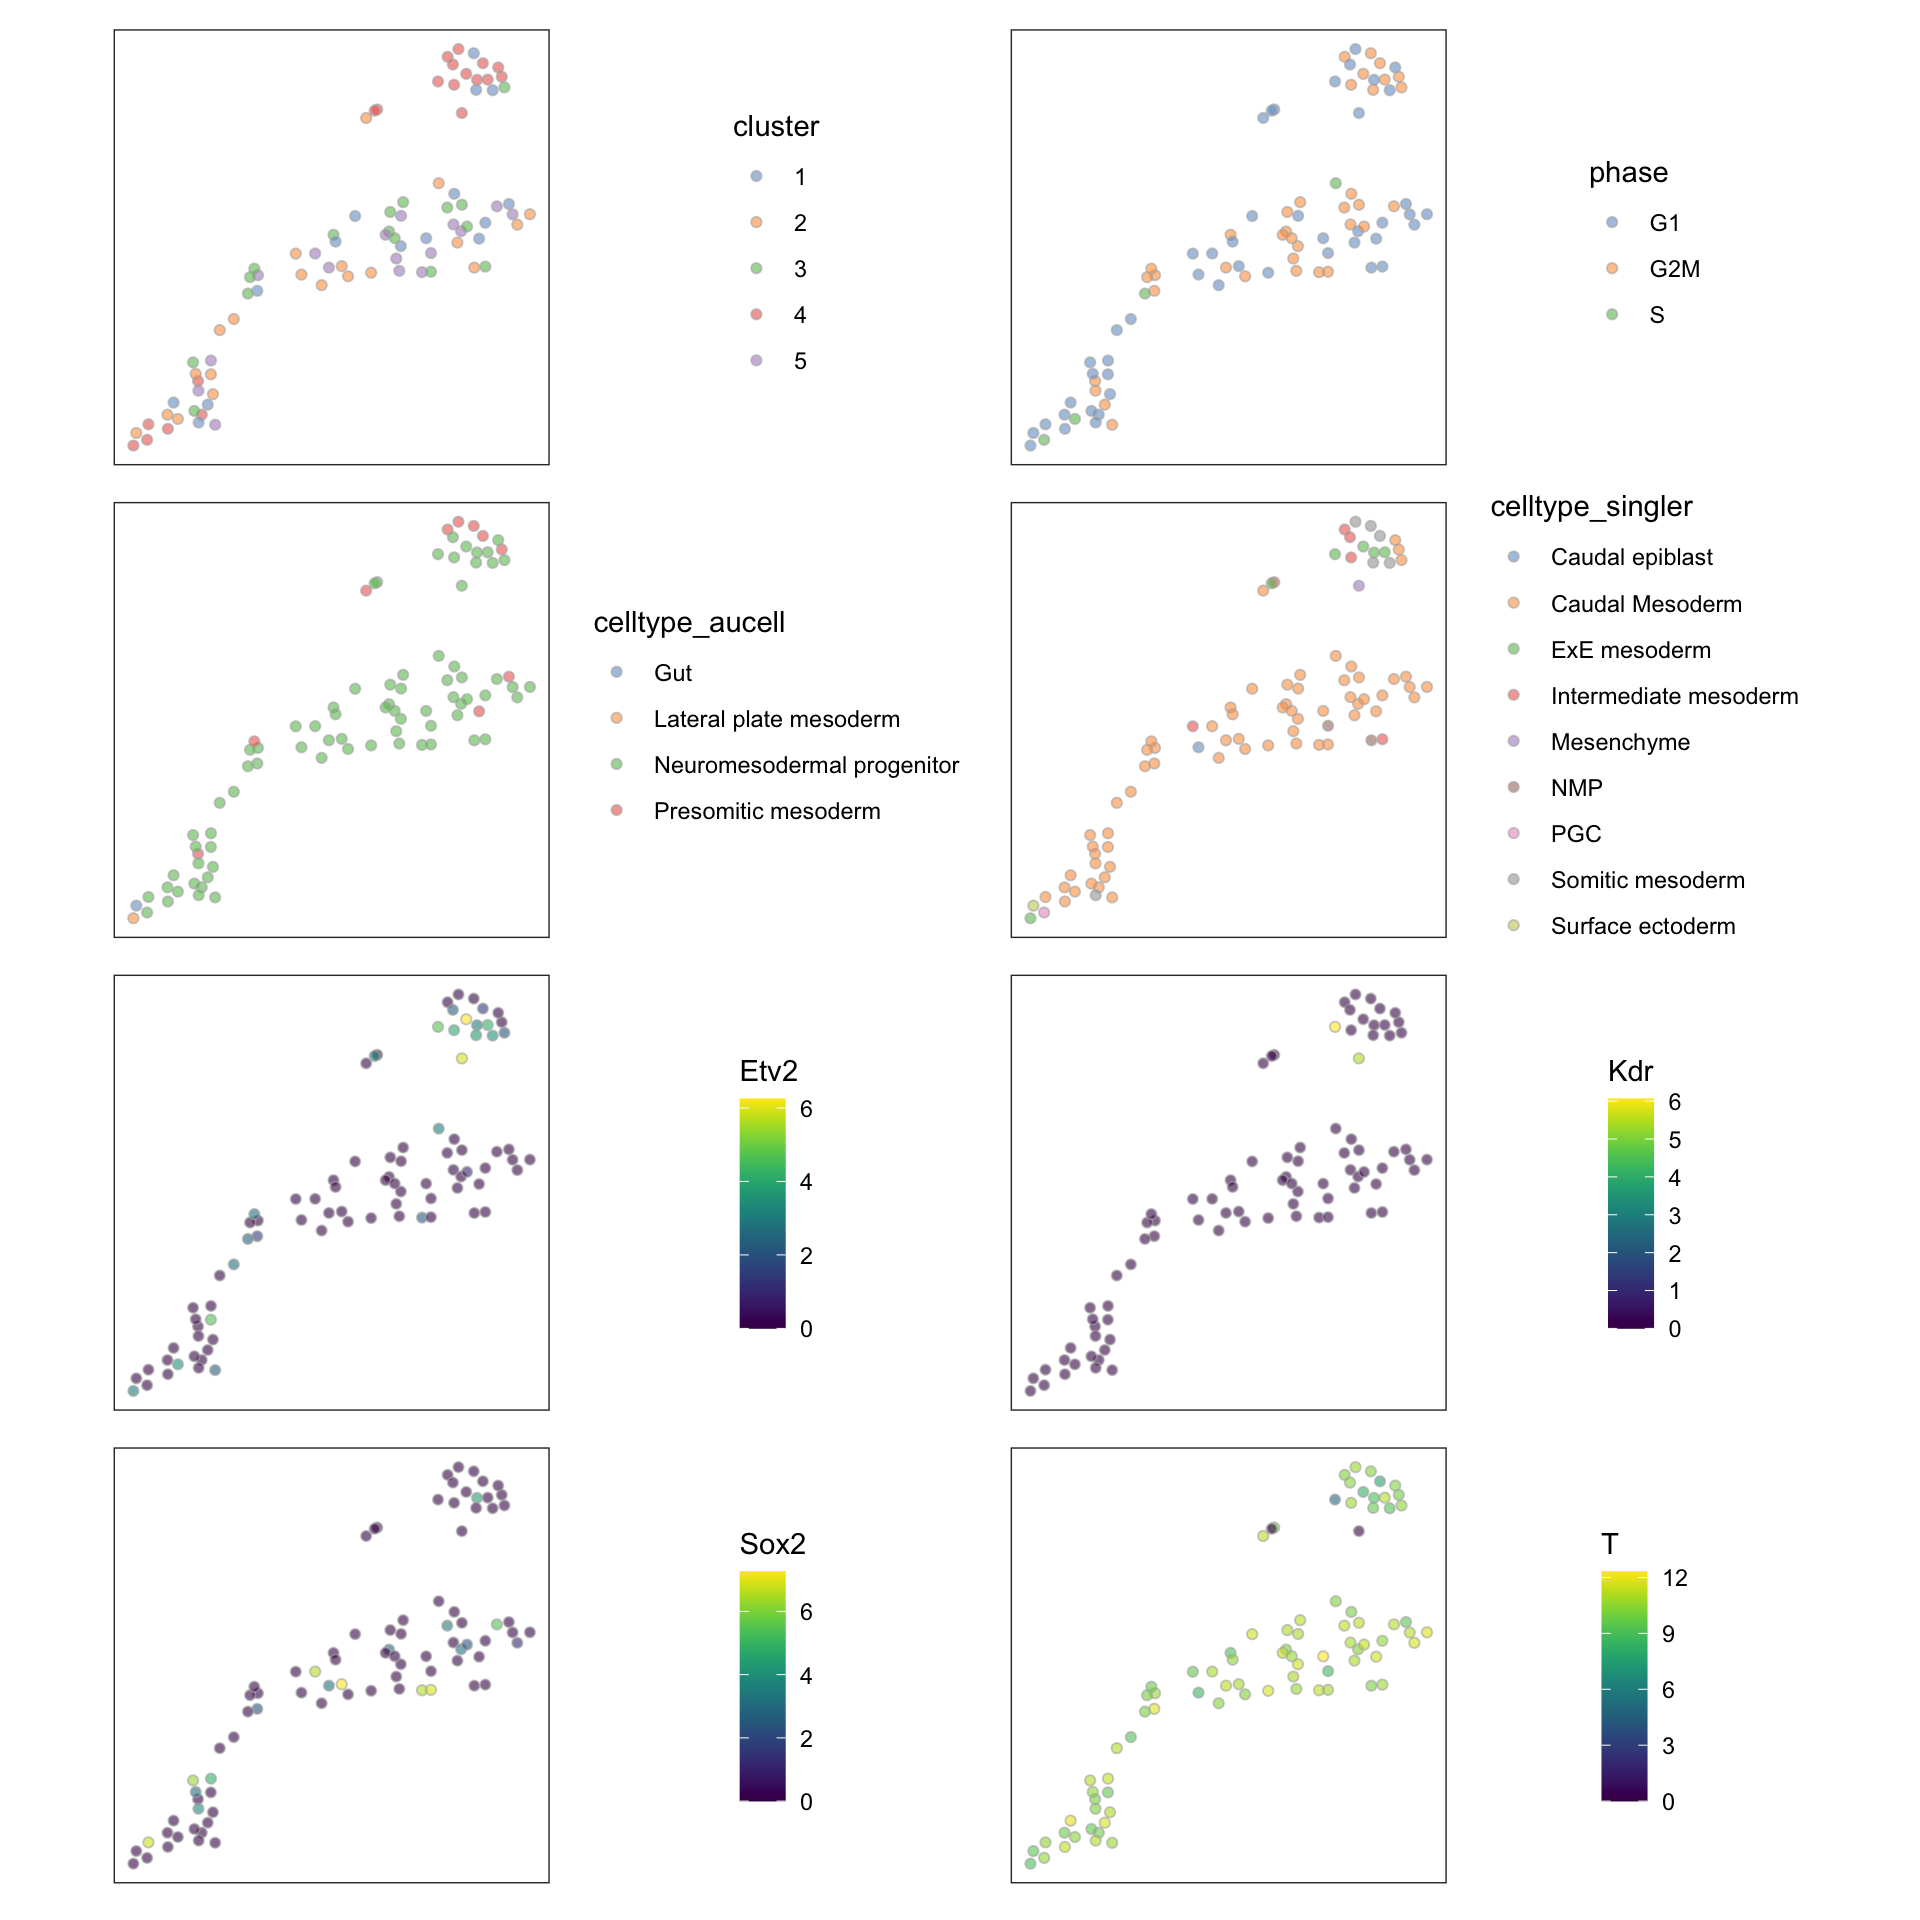 cluster
1
2
3
4
5
phase
G1
G2M
S
celltype_aucell
Gut
Lateral plate mesoderm
Neuromesodermal progenitor
Presomitic mesoderm
celltype_singler
Caudal epiblast
Caudal Mesoderm
ExE mesoderm
Intermediate mesoderm
Mesenchyme
NMP
PGC
Somitic mesoderm
Surface ectoderm
Etv2
6
4
2
0
Kdr
6
5
4
3
2
1
0
Sox2
6
4
2
0
T
12
9
6
3
0